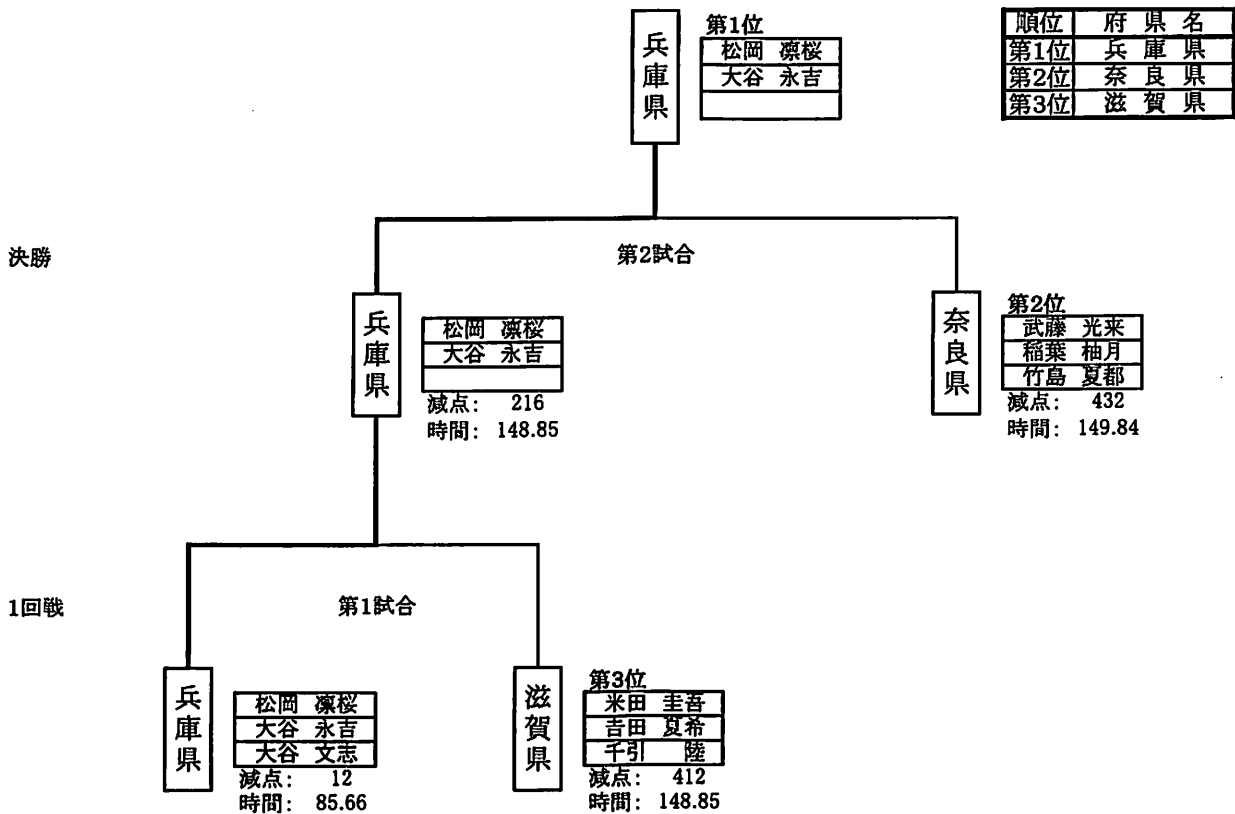 兵庫県
第1位
松岡 凛桜
大谷 永吉
順位 府県名
第1位 兵庫県
第2位 奈良県
第3位 滋賀県
決勝
第2試合
兵庫県
松岡 凛桜
大谷 永吉
減点: 216
時間: 148.85
奈良県
第2位
武藤 光来
稲葉 柚月
竹島 夏都
減点: 432
時間: 149.84
1回戦
第1試合
兵庫県
松岡 凛桜
大谷 永吉
大谷 文志
減点: 12
時間: 85.66
滋賀県
第3位
米田 圭吾
吉田 夏希
千引 陸
減点: 412
時間: 148.85